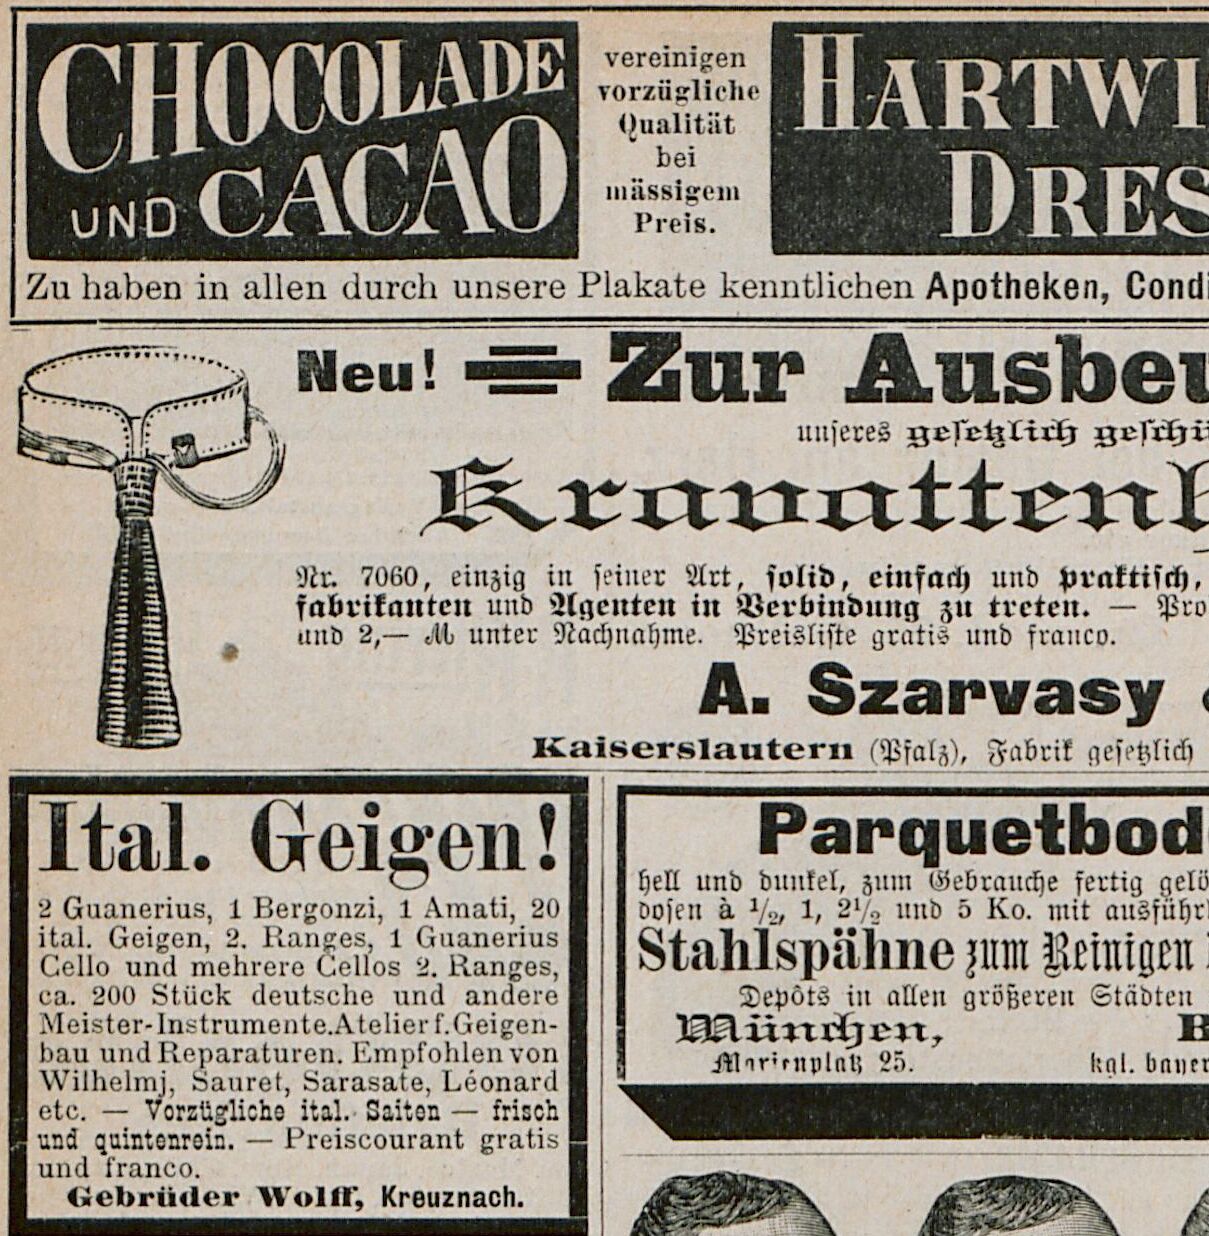 CHOCOLADE
UND CACAO
vereinigen
vorzügliche
Qualität
bei
mässigem
Preis.
HARTWI
DRES
Zu haben in allen durch unsere Plakate kenntlichen Apotheken, Condi
Neu! Zur Ausbeu
unseres gesetzlich geschü
Kravattenh
Nr. 7060, einzig in seiner Art, solid, einfach und praktisch,
fabrikanten und Agenten in Verbindung zu treten. — Pro
und 2,— M unter Nachnahme. Preisliste gratis und franco.
A. Szarvasy &
Kaiserslautern (Pfalz), Fabrik gesetzlich
Ital. Geigen!
2 Guanerius, 1 Bergonzi, 1 Amati, 20
ital. Geigen, 2. Ranges, 1 Guanerius
Cello und mehrere Cellos 2. Ranges,
ca. 200 Stück deutsche und andere
Meister-Instrumente. Atelier f. Geigen-
bau und Reparaturen. Empfohlen von
Wilhelmj, Sauret, Sarasate, Léonard
etc. — Vorzügliche ital. Saiten — frisch
und quintenrein. — Preiscourant gratis
und franco.
Gebrüder Wolff, Kreuznach.
Parquetbod
hell und dunkel, zum Gebrauche fertig gelö
dosen à 1/2, 1, 2 1/2 und 5 Ko. mit ausführl
Stahlspähne zum Reinigen
Depôts in allen größeren Städten
München, B
Marienplatz 25. kgl. bayer